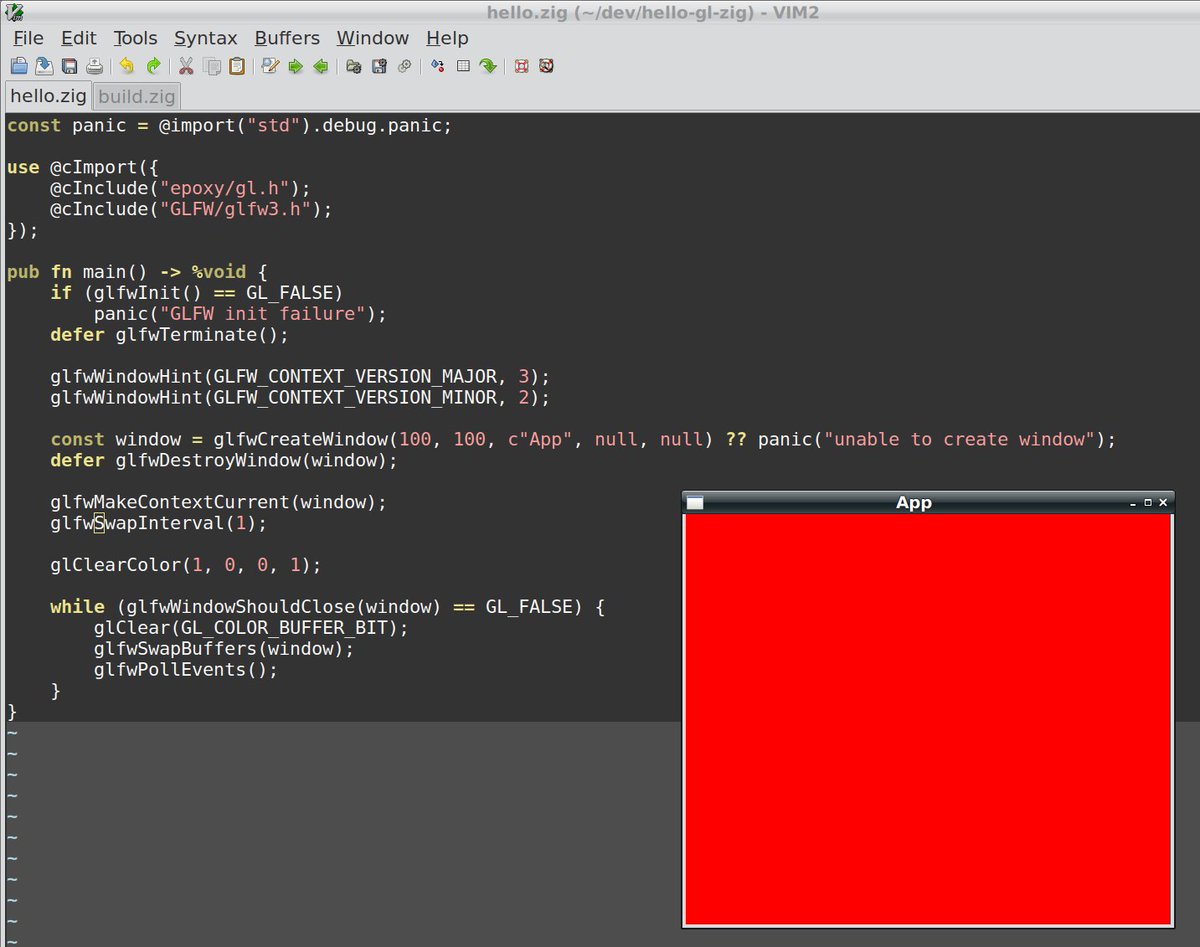 hello.zig (~/dev/hello-gl-zig) - VIM2
File Edit Tools Syntax Buffers Window Help
hello.zig build.zig
const panic = @import("std").debug.panic;

use @cImport({
    @cInclude("epoxy/gl.h");
    @cInclude("GLFW/glfw3.h");
});

pub fn main() -> %void {
    if (glfwInit() == GL_FALSE)
        panic("GLFW init failure");
    defer glfwTerminate();

    glfwWindowHint(GLFW_CONTEXT_VERSION_MAJOR, 3);
    glfwWindowHint(GLFW_CONTEXT_VERSION_MINOR, 2);

    const window = glfwCreateWindow(100, 100, c"App", null, null) ?? panic("unable to create window");
    defer glfwDestroyWindow(window);

    glfwMakeContextCurrent(window);
    glfwSwapInterval(1);

    glClearColor(1, 0, 0, 1);

    while (glfwWindowShouldClose(window) == GL_FALSE) {
        glClear(GL_COLOR_BUFFER_BIT);
        glfwSwapBuffers(window);
        glfwPollEvents();
    }
}
~
~
~
~
~
~
~
~
~
~
~
App